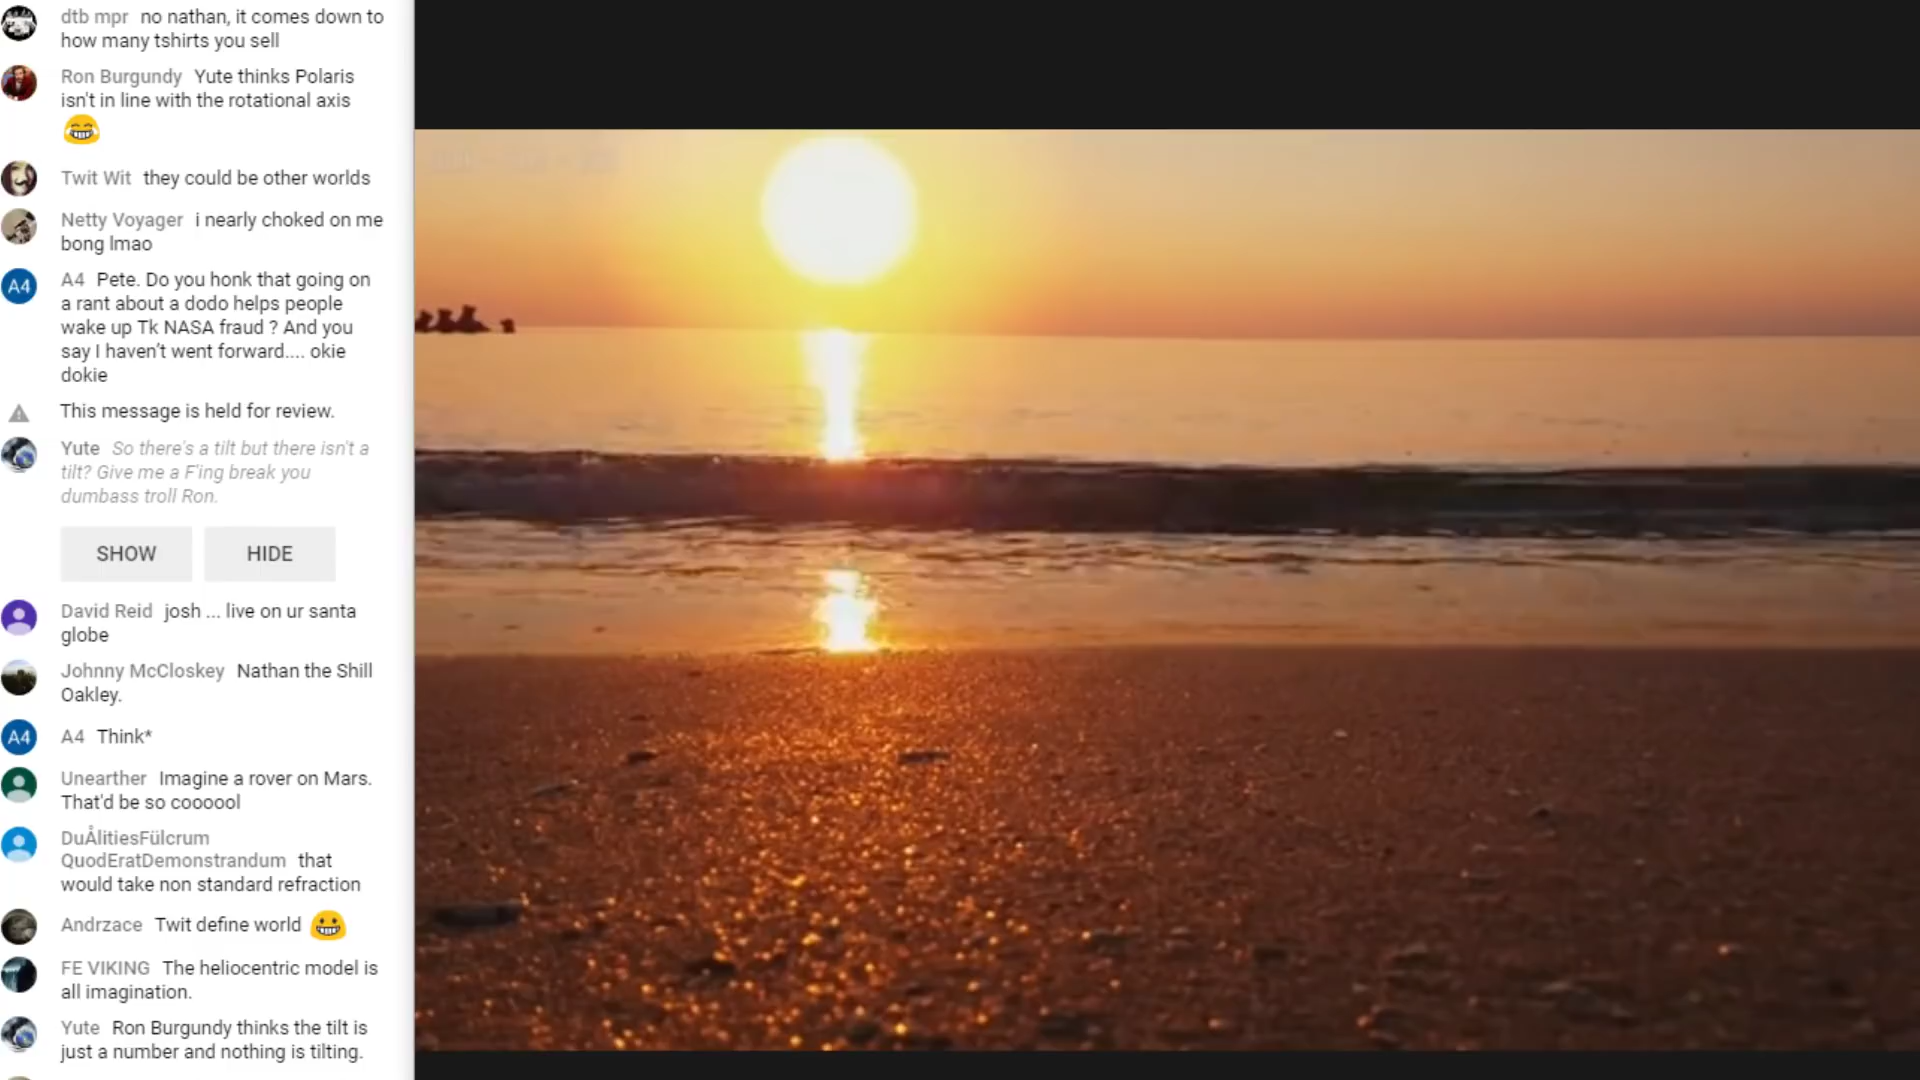 dtb mpr no nathan, it comes down to
how many tshirts you sell
Ron Burgundy Yute thinks Polaris
isn't in line with the rotational axis
Twit Wit they could be other worlds
Netty Voyager i nearly choked on me
bong lmao
A4 A4 Pete. Do you honk that going on
a rant about a dodo helps people
wake up Tk NASA fraud ? And you
say I haven’t went forward.... okie
dokie
This message is held for review.
Yute So there's a tilt but there isn't a
tilt? Give me a F'ing break you
dumbass troll Ron.
SHOW HIDE
David Reid josh ... live on ur santa
globe
Johnny McCloskey Nathan the Shill
Oakley.
A4 A4 Think*
Unearther Imagine a rover on Mars.
That'd be so coooool
DuÅlitiesFülcrum
QuodEratDemonstrandum that
would take non standard refraction
Andrzace Twit define world
FE VIKING The heliocentric model is
all imagination.
Yute Ron Burgundy thinks the tilt is
just a number and nothing is tilting.